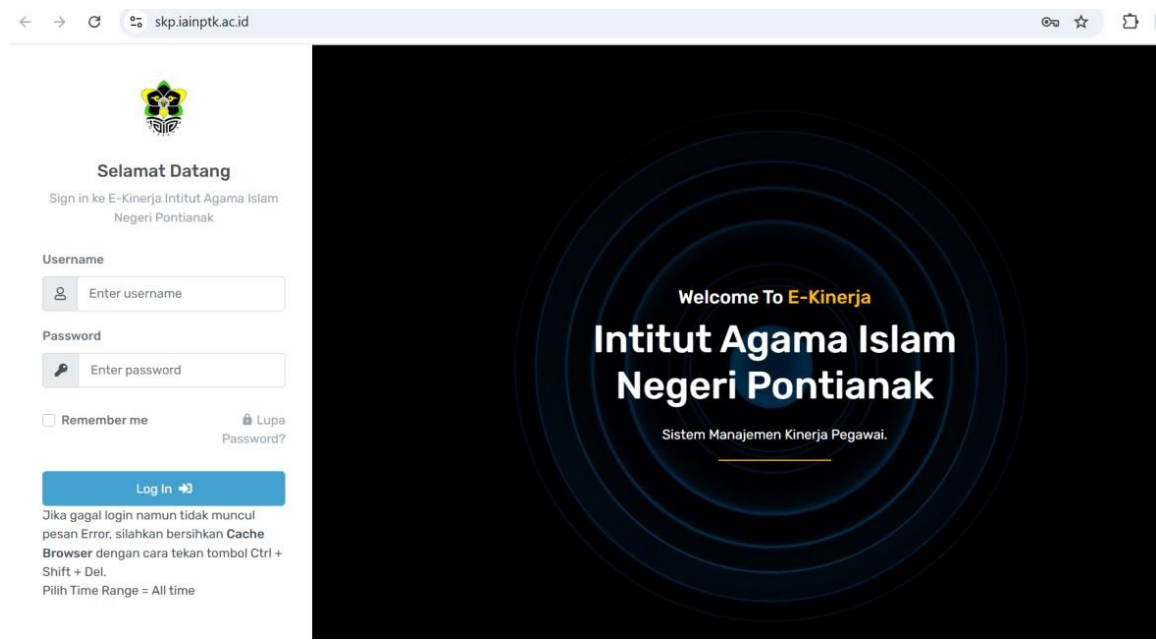 skp.iainptk.ac.id
Selamat Datang
Sign in ke E-Kinerja Intitut Agama Islam
Negeri Pontianak
Username
Enter username
Password
Enter password
Remember me
Lupa
Password?
Log In
Jika gagal login namun tidak muncul
pesan Error, silahkan bersihkan Cache
Browser dengan cara tekan tombol Ctrl +
Shift + Del.
Pilih Time Range = All time
Welcome To E-Kinerja
Intitut Agama Islam
Negeri Pontianak
Sistem Manajemen Kinerja Pegawai.